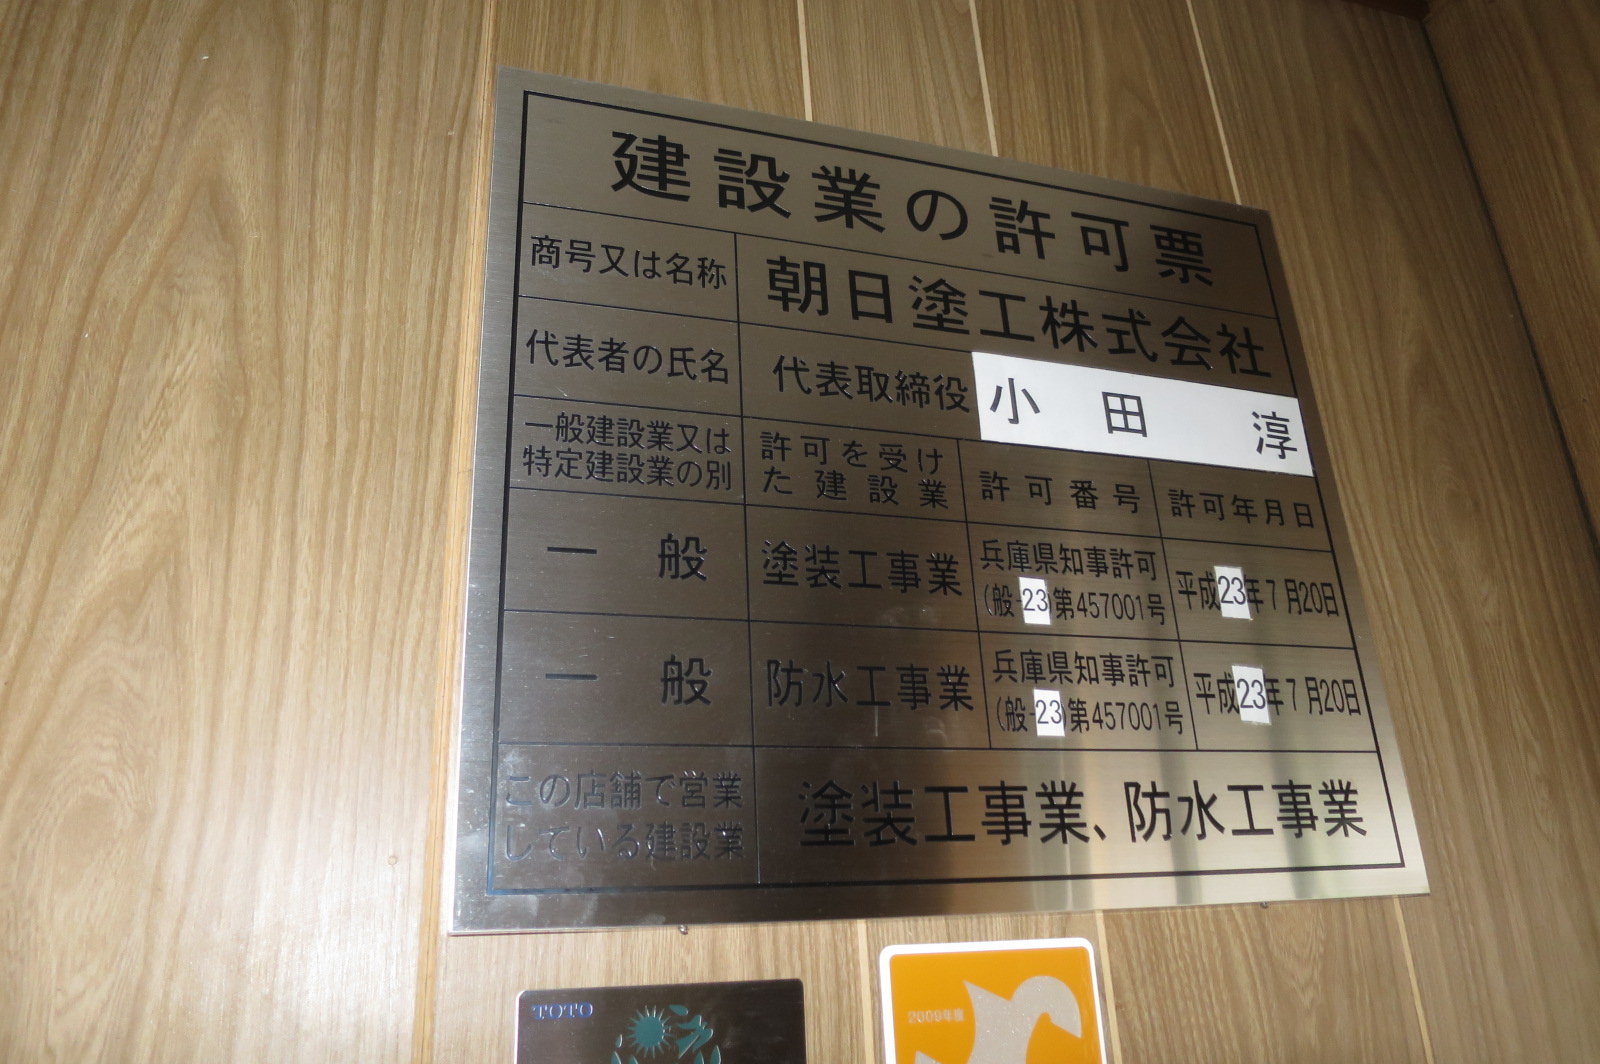 建設業の許可票
商号又は名称 朝日塗工株式会社
代表者の氏名 代表取締役 小田 淳
一般建設業又は
特定建設業の別
許可を受け
た建設業
許可番号
許可年月日
一般
塗装工事業
兵庫県知事許可
(般-23)第457001号
平成23年7月20日
一般
防水工事業
兵庫県知事許可
(般-23)第457001号
平成23年7月20日
この店舗で営業
している建設業
塗装工事業、防水工事業
TOTO
2009年度